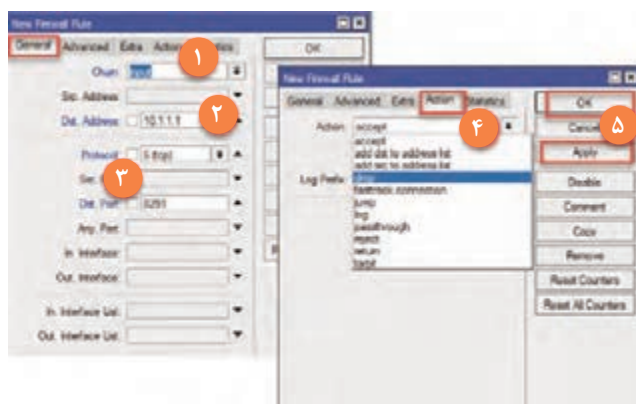 New Firewall Rule
General Advanced Extra Action Statistics
OK
۱
Chain: input
Src. Address:
Dst. Address: 10.1.1.1
۲
Protocol: 6 (tcp)
۳
Dst. Port: 8291
Any. Port:
In. Interface:
Out. Interface:
In. Interface List:
Out. Interface List:
New Firewall Rule
General Advanced Extra Action Statistics
Action: accept
۴
accept
add dst to address list
add src to address list
drop
fasttrack connection
jump
log
passthrough
reject
return
tarpit
Log Prefix:
OK
Cancel
۵
Apply
Disable
Comment
Copy
Remove
Reset Counters
Reset All Counters